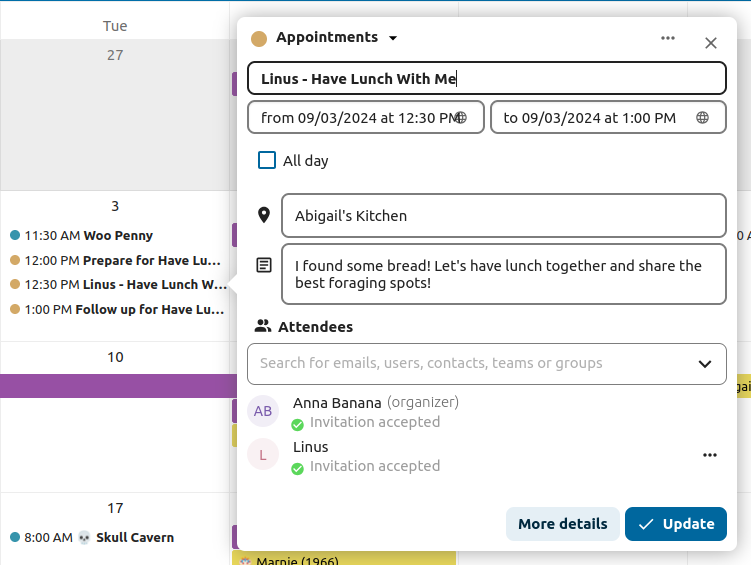 Tue
27
3
11:30 AM Woo Penny
12:00 PM Prepare for Have Lu...
12:30 PM Linus - Have Lunch W...
1:00 PM Follow up for Have Lu...
10
17
8:00 AM 💀 Skull Cavern
Appointments
Linus - Have Lunch With Me
from 09/03/2024 at 12:30 PM
to 09/03/2024 at 1:00 PM
All day
Abigail's Kitchen
I found some bread! Let's have lunch together and share the
best foraging spots!
Attendees
Search for emails, users, contacts, teams or groups
AB
Anna Banana (organizer)
Invitation accepted
L
Linus
Invitation accepted
More details
Update
Marnie (1966)